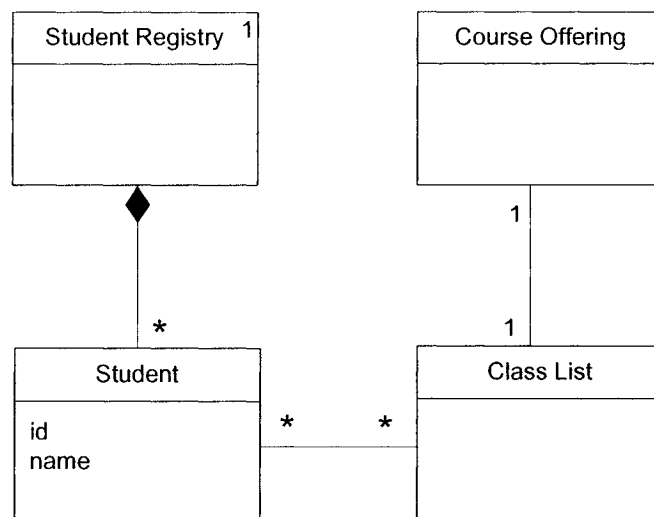 Student Registry 1
Course Offering
1
*
1
Student
Class List
id
name
* *